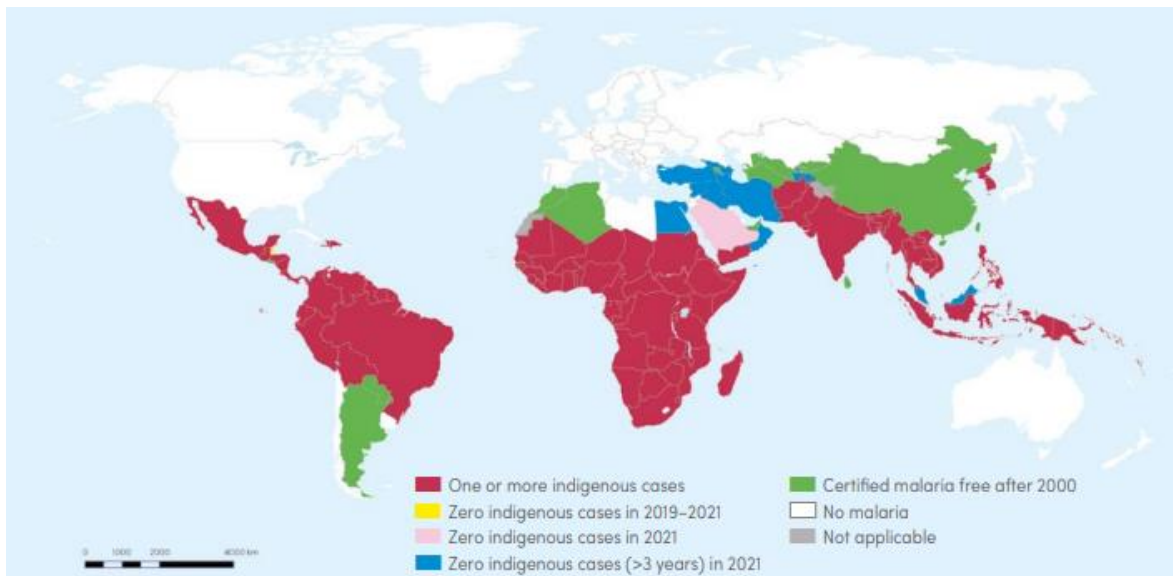 One or more indigenous cases
Zero indigenous cases in 2019–2021
Zero indigenous cases in 2021
Zero indigenous cases (>3 years) in 2021
Certified malaria free after 2000
No malaria
Not applicable
0 1000 2000 4000 km